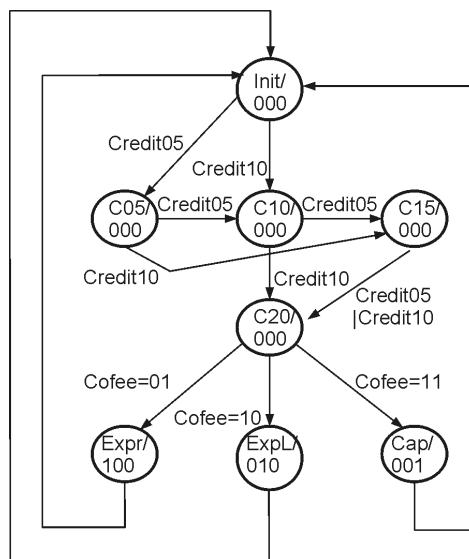 Init/
000
Credit05
Credit10
C05/
000
Credit05
C10/
000
Credit05
C15/
000
Credit10
Credit10
Credit05
|Credit10
C20/
000
Cofee=01
Cofee=10
Cofee=11
Expr/
100
ExpL/
010
Cap/
001